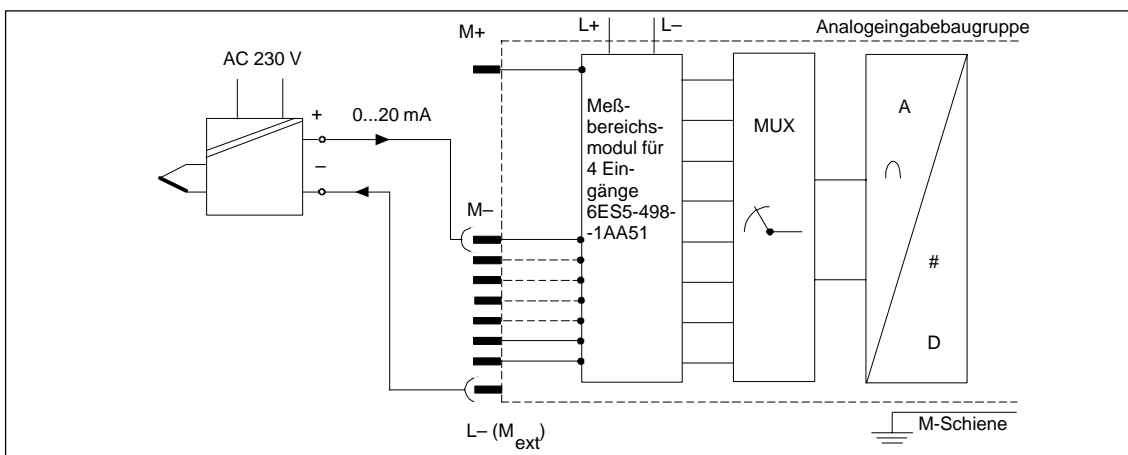 L+ L–
Analogeingabebaugruppe
M+
AC 230 V
+
0...20 mA
–
M–
Meß-
bereichs-
modul für
4 Ein-
gänge
6ES5-498-
-1AA51
MUX
A
#
D
L– (Mext)
M-Schiene